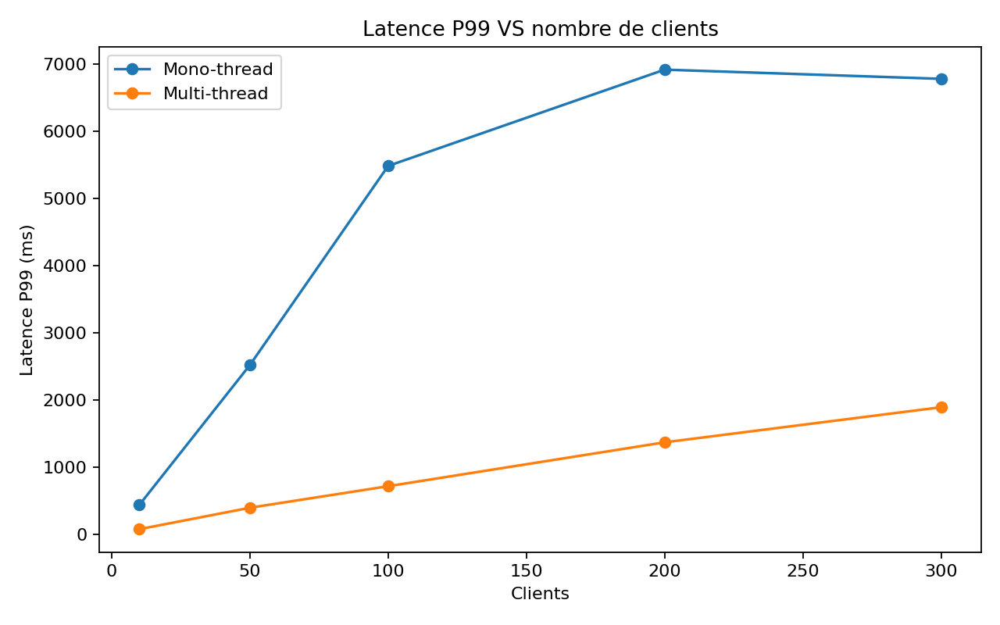 Latence P99 VS nombre de clients
Mono-thread
Multi-thread
Latence P99 (ms)
7000
6000
5000
4000
3000
2000
1000
0
0 50 100 150 200 250 300
Clients